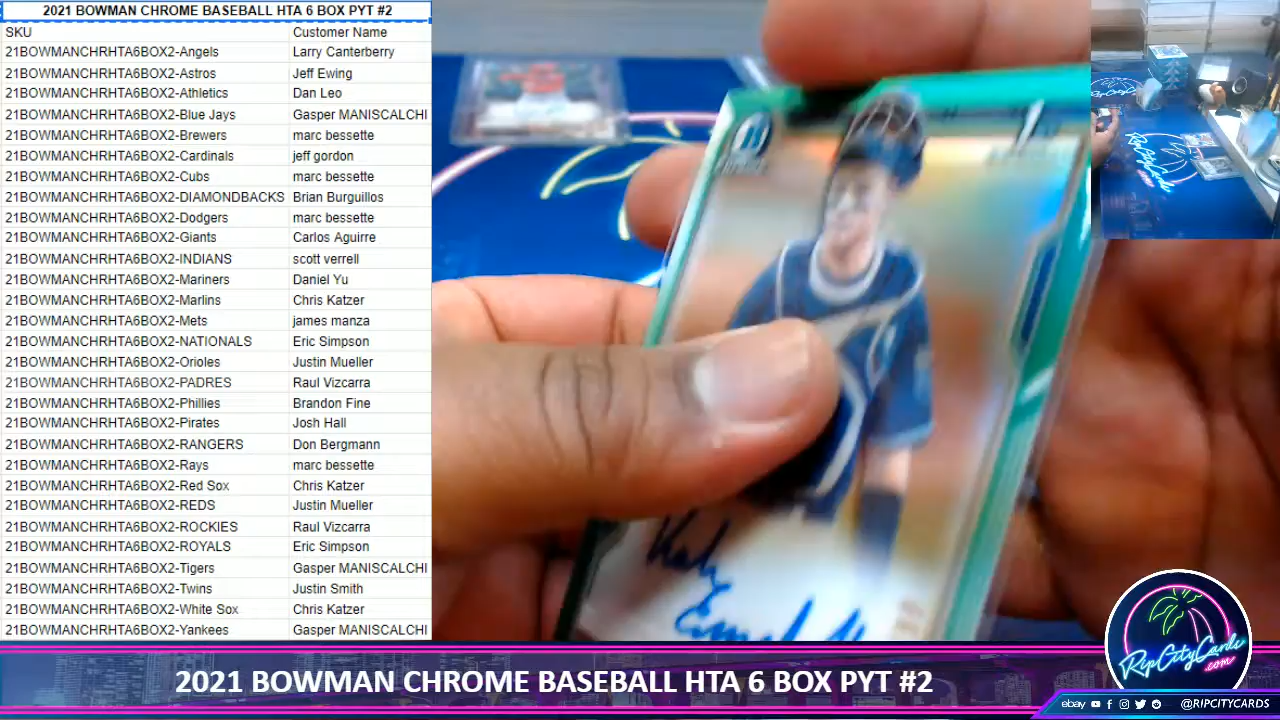 2021 BOWMAN CHROME BASEBALL HTA 6 BOX PYT #2
SKU Customer Name
21BOWMANCHRHTA6BOX2-Angels Larry Canterberry
21BOWMANCHRHTA6BOX2-Astros Jeff Ewing
21BOWMANCHRHTA6BOX2-Athletics Dan Leo
21BOWMANCHRHTA6BOX2-Blue Jays Gasper MANISCALCHI
21BOWMANCHRHTA6BOX2-Brewers marc bessette
21BOWMANCHRHTA6BOX2-Cardinals jeff gordon
21BOWMANCHRHTA6BOX2-Cubs marc bessette
21BOWMANCHRHTA6BOX2-DIAMONDBACKS Brian Burguillos
21BOWMANCHRHTA6BOX2-Dodgers marc bessette
21BOWMANCHRHTA6BOX2-Giants Carlos Aguirre
21BOWMANCHRHTA6BOX2-INDIANS scott verrell
21BOWMANCHRHTA6BOX2-Mariners Daniel Yu
21BOWMANCHRHTA6BOX2-Marlins Chris Katzer
21BOWMANCHRHTA6BOX2-Mets james manza
21BOWMANCHRHTA6BOX2-NATIONALS Eric Simpson
21BOWMANCHRHTA6BOX2-Orioles Justin Mueller
21BOWMANCHRHTA6BOX2-PADRES Raul Vizcarra
21BOWMANCHRHTA6BOX2-Phillies Brandon Fine
21BOWMANCHRHTA6BOX2-Pirates Josh Hall
21BOWMANCHRHTA6BOX2-RANGERS Don Bergmann
21BOWMANCHRHTA6BOX2-Rays marc bessette
21BOWMANCHRHTA6BOX2-Red Sox Chris Katzer
21BOWMANCHRHTA6BOX2-REDS Justin Mueller
21BOWMANCHRHTA6BOX2-ROCKIES Raul Vizcarra
21BOWMANCHRHTA6BOX2-ROYALS Eric Simpson
21BOWMANCHRHTA6BOX2-Tigers Gasper MANISCALCHI
21BOWMANCHRHTA6BOX2-Twins Justin Smith
21BOWMANCHRHTA6BOX2-White Sox Chris Katzer
21BOWMANCHRHTA6BOX2-Yankees Gasper MANISCALCHI
RipCityCards
.com
2021 BOWMAN CHROME BASEBALL HTA 6 BOX PYT #2
ebay @RIPCITYCARDS